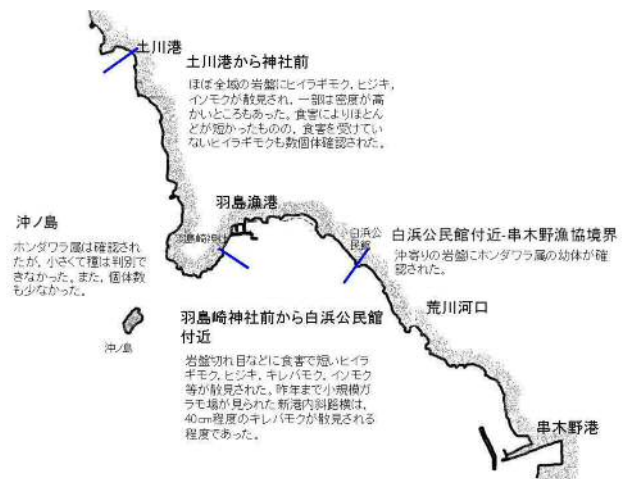 土川港
土川港から神社前
ほぼ全域の岩盤にヒイラギモク，ヒジキ，
イソモクが散見され，一部は密度が高
かいところもあった。食害によりほとん
どが短かったものの，食害を受けてい
ないヒイラギモクも数個体確認された。
羽島漁港
沖ノ島
ホンダワラ属は確認され
たが，小さくて種は判別で
きなかった。また，個体数
も少なかった。
白浜公
民館
白浜公民館付近-串木野漁協境界
沖寄りの岩盤にホンダワラ属の幼体が確
認された。
羽島崎神社前から白浜公民館
付近
岩盤切れ目などに食害で短いヒイラ
ギモク，ヒジキ，キレバモク，イソモク
等が散見された。昨年まで小規模ガ
ラモ場が見られた新港内斜路横は，
40cm程度のキレバモクが散見される
程度であった。
荒川河口
沖ノ島
串木野港